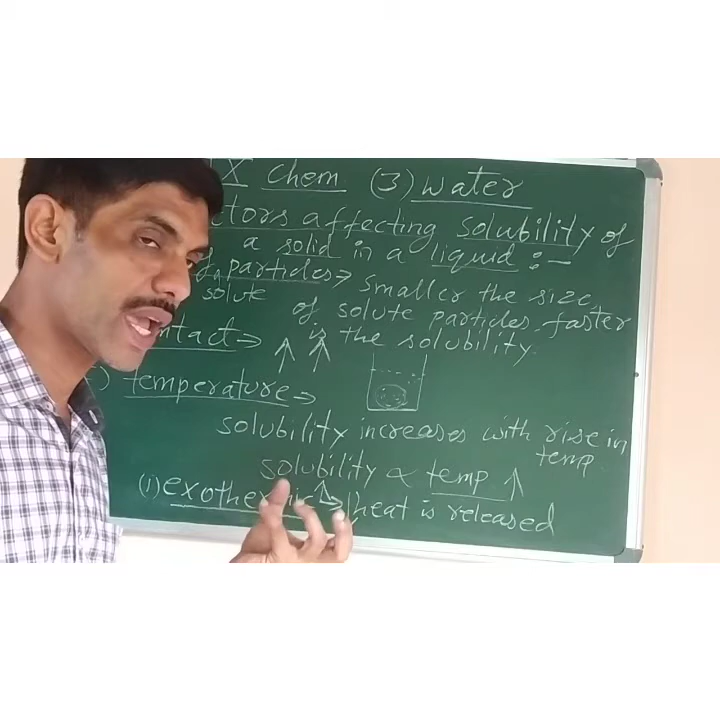 X Chem (3) water
ctors affecting solubility of
a solid in a liquid :-
particles → Smaller the size
solute
of solute particles, faster
is the solubility.
ntact →
) temperature →
solubility increases with rise in
temp
solubility ∝ temp ↑
(i) exothe → heat is released